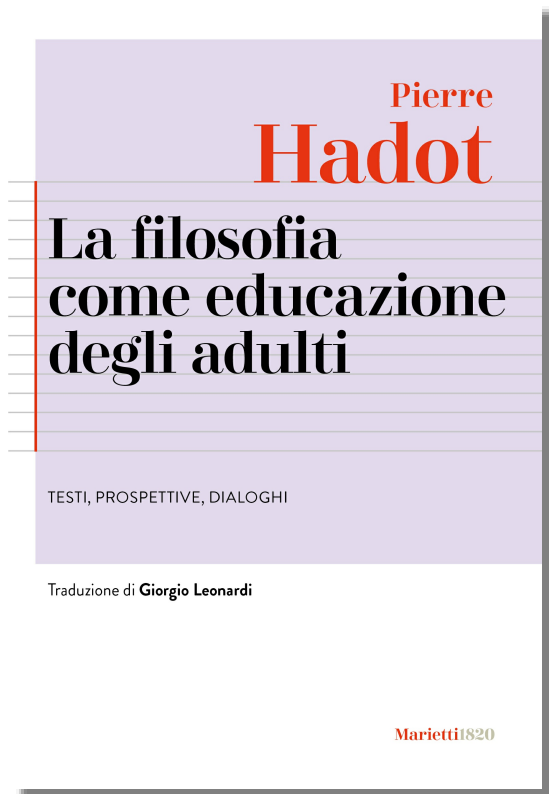 Pierre
Hadot
La filosofia
come educazione
degli adulti
TESTI, PROSPETTIVE, DIALOGHI
Traduzione di Giorgio Leonardi
Marietti1820